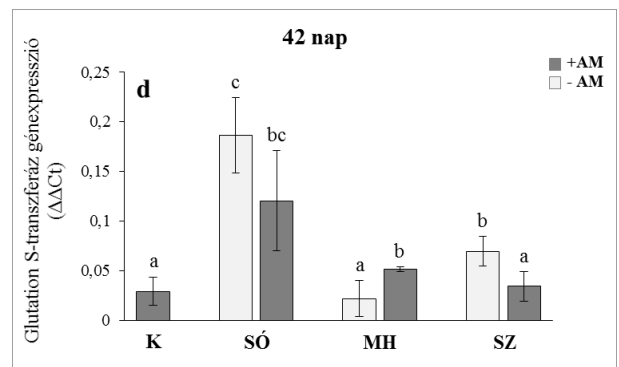 42 nap
+AM
- AM
Glutation S-transzferáz génexpresszió
(ΔΔCt)
d
0,25
0,2
0,15
0,1
0,05
0
a
c
bc
a
b
b
a
K
SÓ
MH
SZ